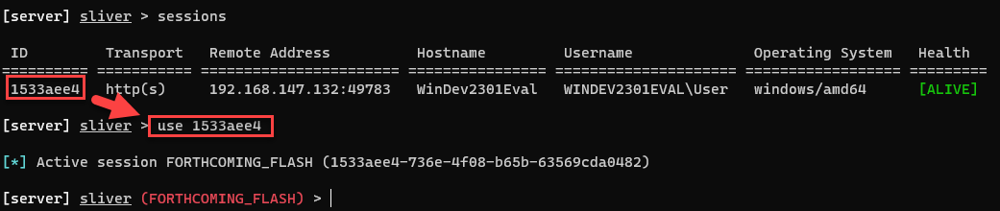 [server] sliver > sessions
ID Transport Remote Address Hostname Username Operating System Health
========== =========== ======================= =============== ==================== ================== =========
1533aee4 http(s) 192.168.147.132:49783 WinDev2301Eval WINDEV2301EVAL\User windows/amd64 [ALIVE]
[server] sliver > use 1533aee4
[*] Active session FORTHCOMING_FLASH (1533aee4-736e-4f08-b65b-63569cda0482)
[server] sliver (FORTHCOMING_FLASH) >